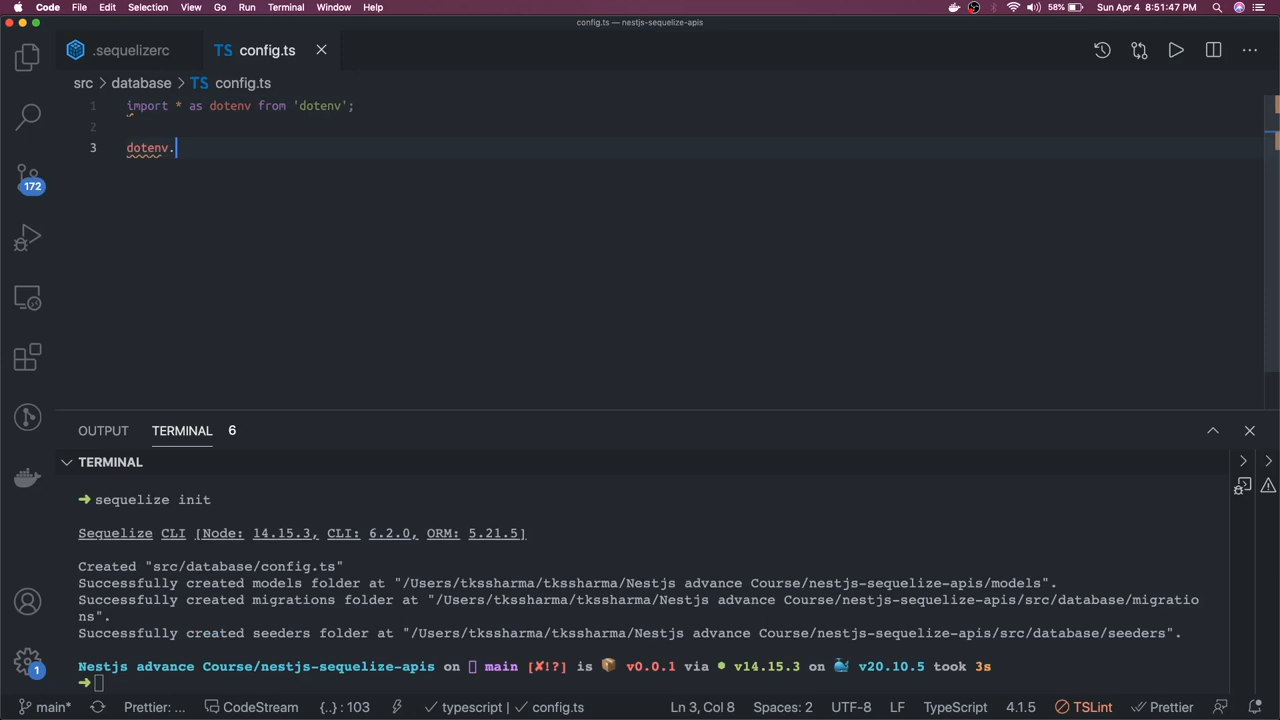 Code File Edit Selection View Go Run Terminal Window Help 58% Sun Apr 4 8:51:47 PM
config.ts — nestjs-sequelize-apis
.sequelizerc TS config.ts
src > database > TS config.ts
1 import * as dotenv from 'dotenv';
2
3 dotenv.
172
OUTPUT TERMINAL 6
TERMINAL
➜ sequelize init
Sequelize CLI [Node: 14.15.3, CLI: 6.2.0, ORM: 5.21.5]
Created "src/database/config.ts"
Successfully created models folder at "/Users/tkssharma/tkssharma/Nestjs advance Course/nestjs-sequelize-apis/models".
Successfully created migrations folder at "/Users/tkssharma/tkssharma/Nestjs advance Course/nestjs-sequelize-apis/src/database/migratio
ns".
Successfully created seeders folder at "/Users/tkssharma/tkssharma/Nestjs advance Course/nestjs-sequelize-apis/src/database/seeders".
Nestjs advance Course/nestjs-sequelize-apis on main [✘!?] is 📦 v0.0.1 via ⬢ v14.15.3 on 🐳 v20.10.5 took 3s
➜
1
main* Prettier: ... CodeStream {..} : 103 typescript | ✓ config.ts Ln 3, Col 8 Spaces: 2 UTF-8 LF TypeScript 4.1.5 TSLint Prettier